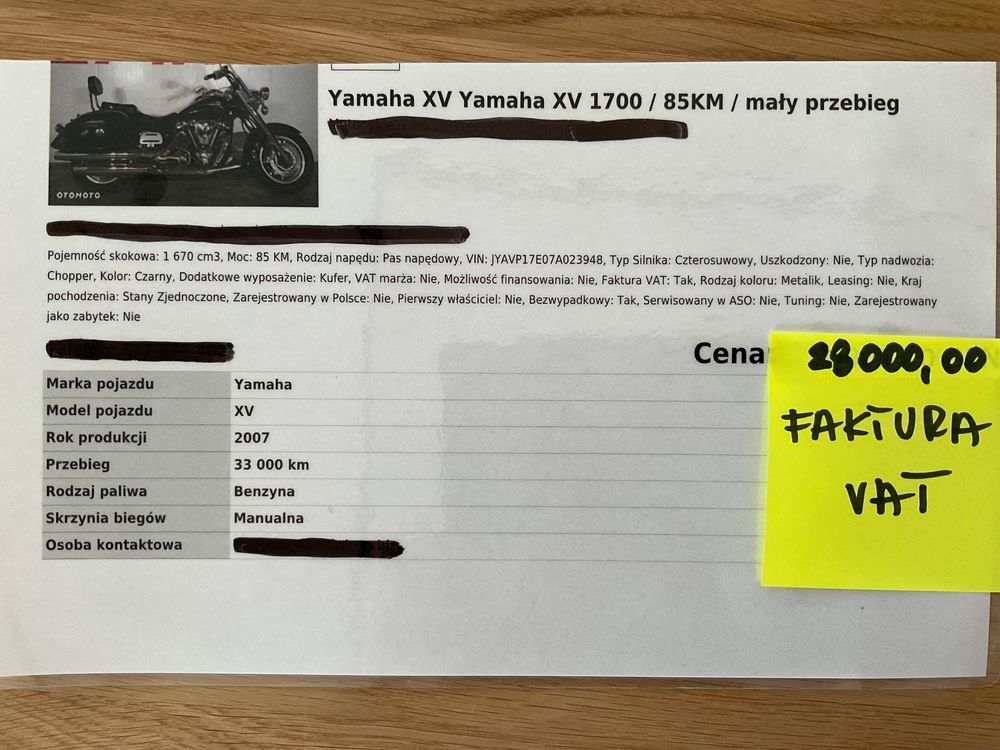 OTOMOTO
Yamaha XV Yamaha XV 1700 / 85KM / mały przebieg
Pojemność skokowa: 1 670 cm3, Moc: 85 KM, Rodzaj napędu: Pas napędowy, VIN: JYAVP17E07A023948, Typ Silnika: Czterosuwowy, Uszkodzony: Nie, Typ nadwozia:
Chopper, Kolor: Czarny, Dodatkowe wyposażenie: Kufer, VAT marża: Nie, Możliwość finansowania: Nie, Faktura VAT: Tak, Rodzaj koloru: Metalik, Leasing: Nie, Kraj
pochodzenia: Stany Zjednoczone, Zarejestrowany w Polsce: Nie, Pierwszy właściciel: Nie, Bezwypadkowy: Tak, Serwisowany w ASO: Nie, Tuning: Nie, Zarejestrowany
jako zabytek: Nie
Cena:
28 000,00
FAKTURA
VAT
Marka pojazdu Yamaha
Model pojazdu XV
Rok produkcji 2007
Przebieg 33 000 km
Rodzaj paliwa Benzyna
Skrzynia biegów Manualna
Osoba kontaktowa